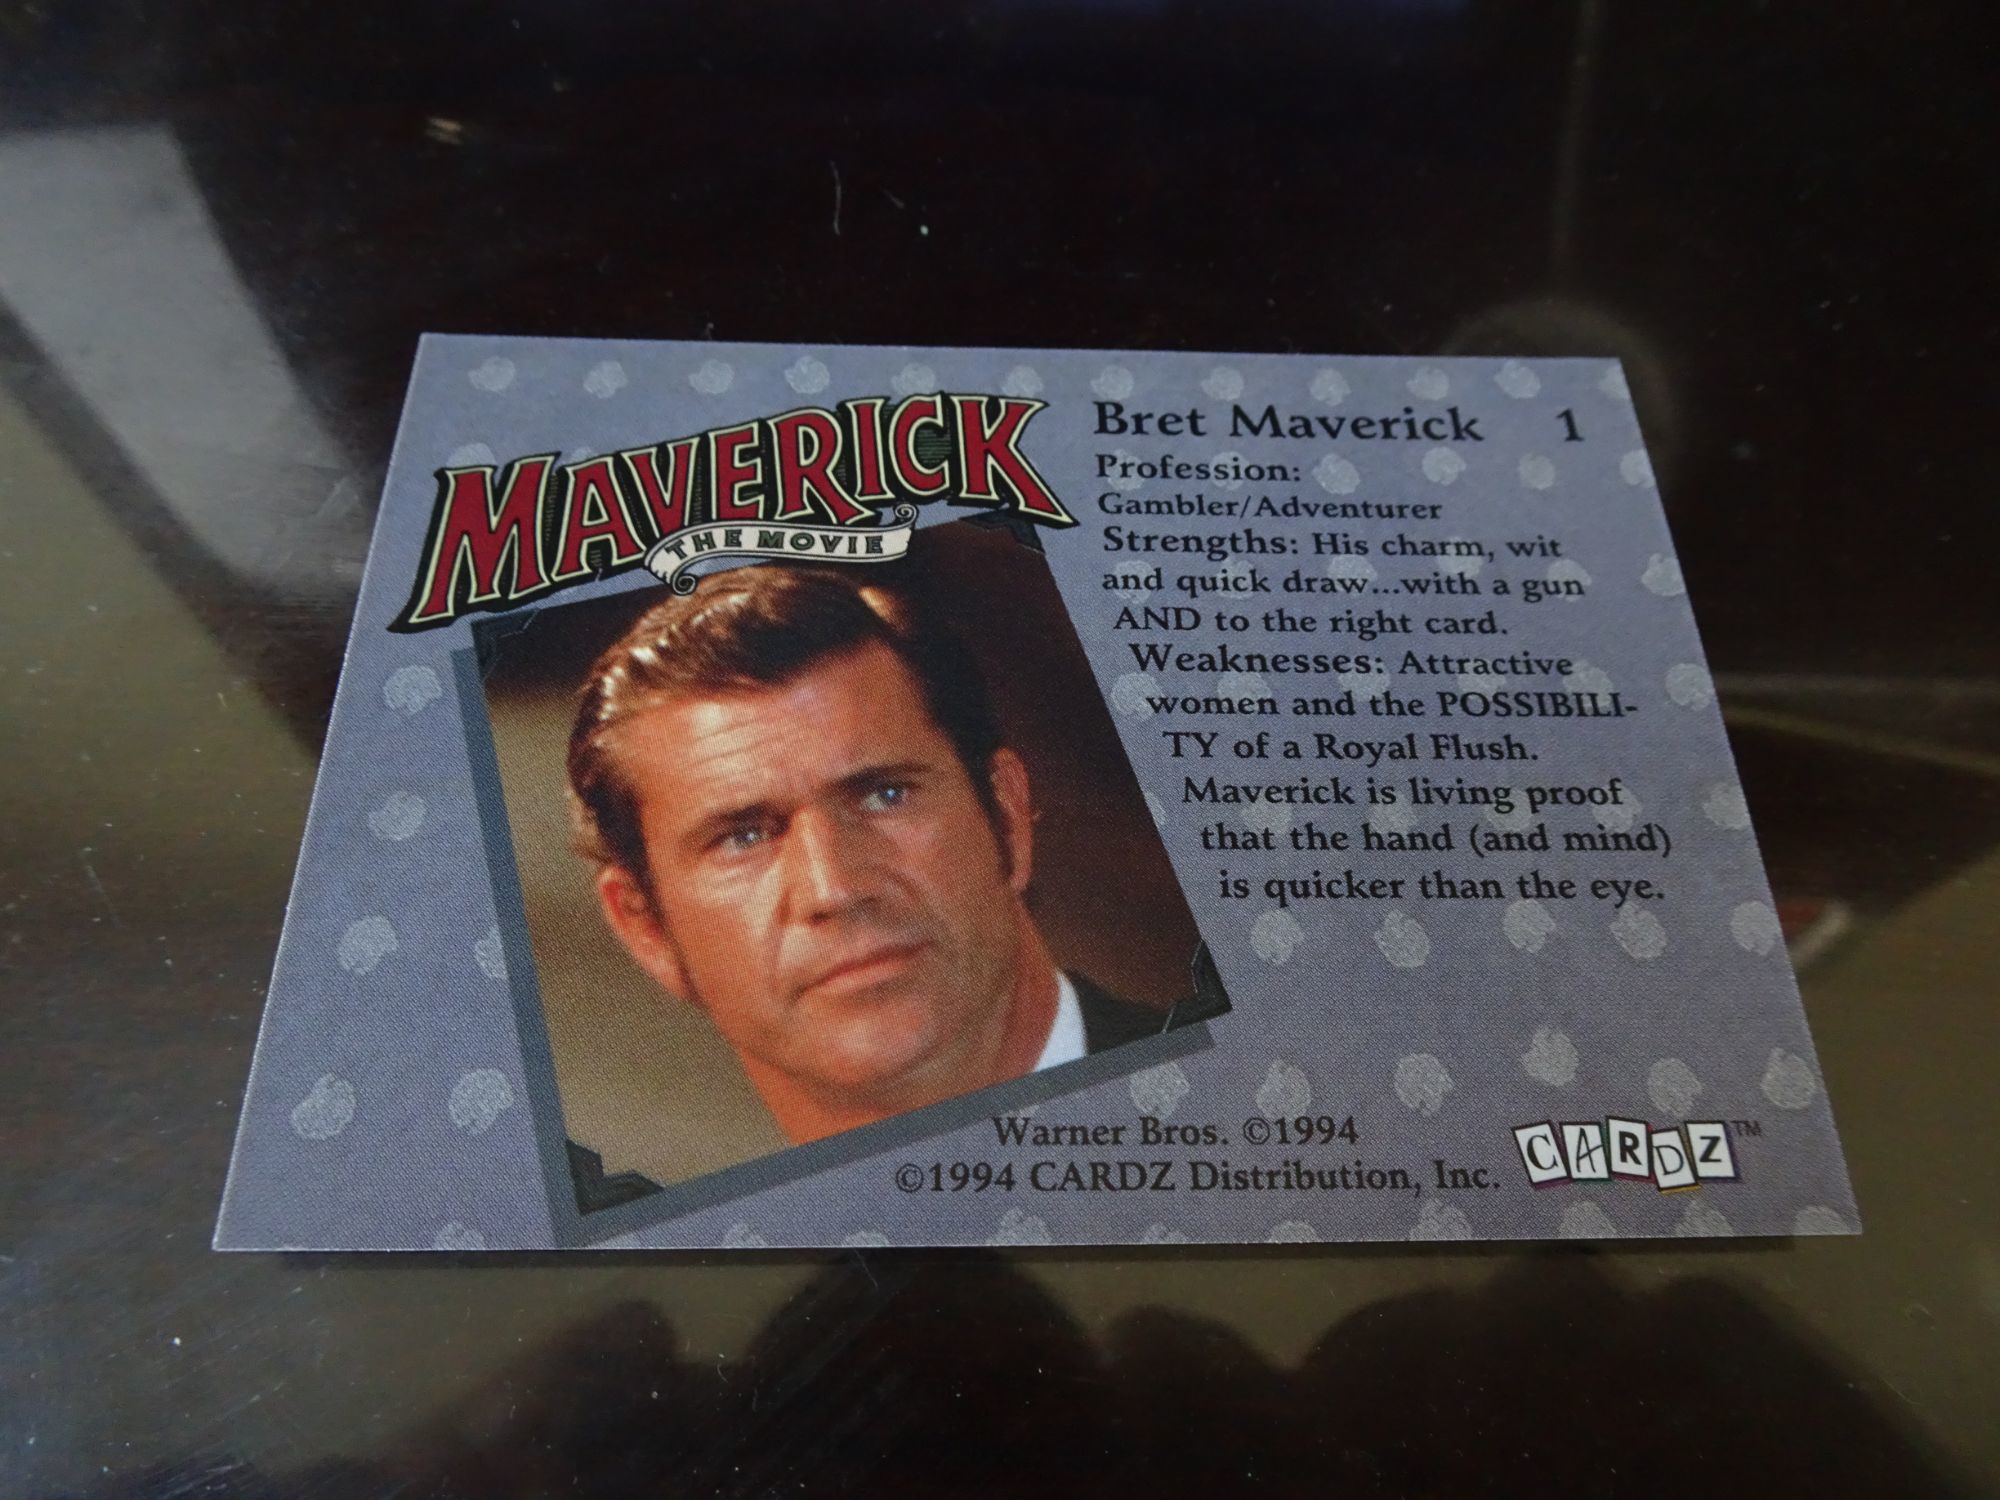 MAVERICK
THE MOVIE
Bret Maverick 1
Profession:
Gambler/Adventurer
Strengths: His charm, wit
and quick draw...with a gun
AND to the right card.
Weaknesses: Attractive
women and the POSSIBILI-
TY of a Royal Flush.
Maverick is living proof
that the hand (and mind)
is quicker than the eye.
Warner Bros. ©1994
©1994 CARDZ Distribution, Inc.
CARDZ™